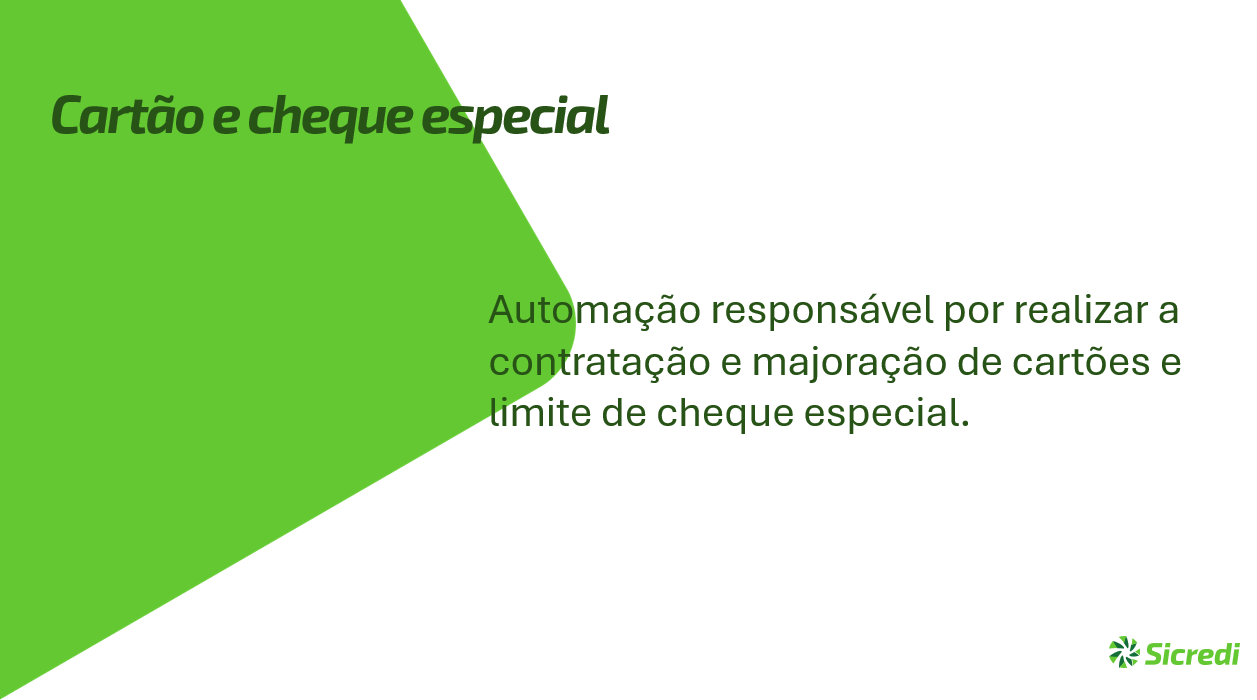 Cartão e cheque especial
Automação responsável por realizar a
contratação e majoração de cartões e
limite de cheque especial.
Sicredi